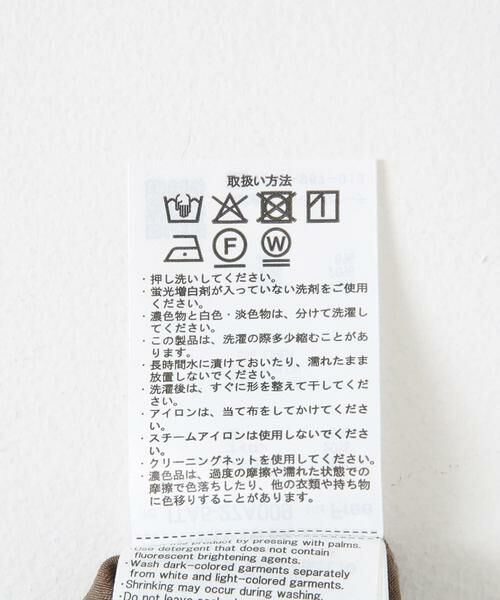 取扱い方法
F W
・押し洗いしてください。
・蛍光増白剤が入っていない洗剤をご使用
ください。
・濃色物と白色・淡色物は、分けて洗濯し
てください。
・この製品は、洗濯の際多少縮むことがあ
ります。
・長時間水に漬けておいたり、濡れたまま
放置しないでください。
・洗濯後は、すぐに形を整えて干してくだ
さい。
・アイロンは、当て布をしてかけてくださ
い。
・スチームアイロンは使用しないでくださ
い。
・クリーニングネットを使用してください。
・濃色品は、過度の摩擦や濡れた状態での
摩擦で色落ちしたり、他の衣類や持ち物
に色移りすることがあります。
product by pressing with palms.
・Use detergent that does not contain
fluorescent brightening agents.
・Wash dark-colored garments separately
from white and light-colored garments.
・Shrinking may occur during washing.
・Do not leave